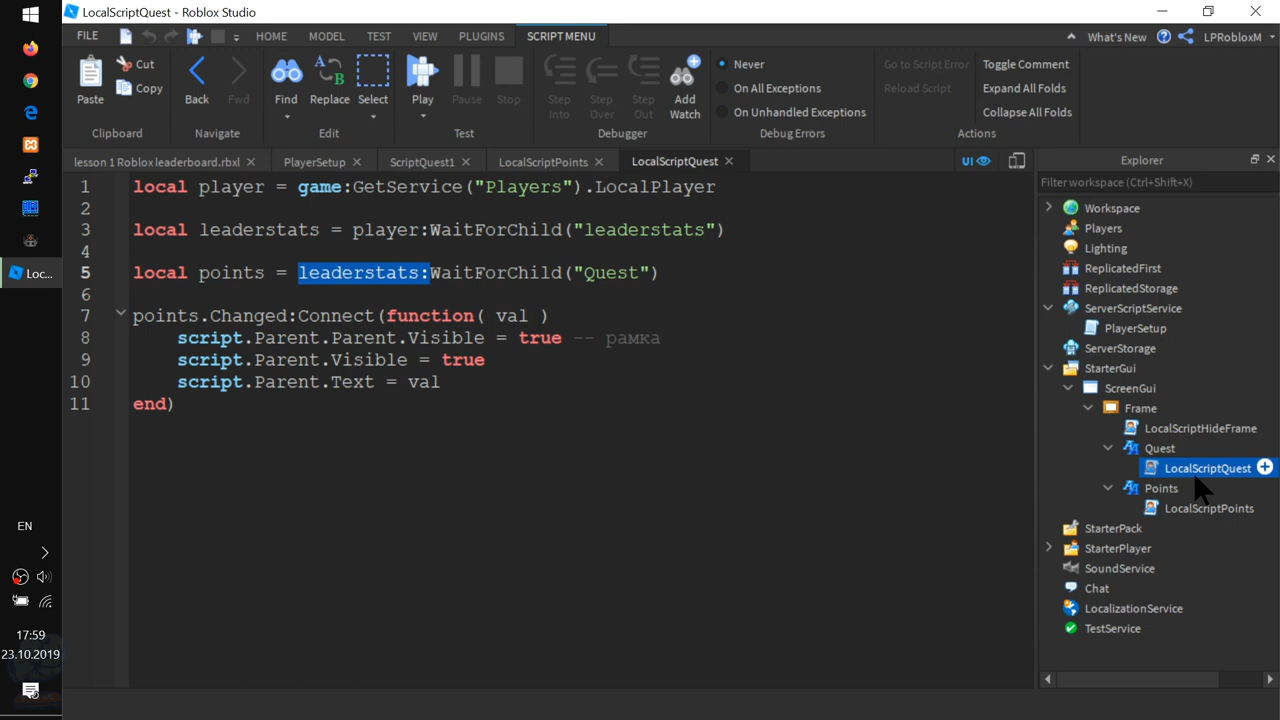 LocalScriptQuest - Roblox Studio
FILE HOME MODEL TEST VIEW PLUGINS SCRIPT MENU What's New LPRobloxM
Paste Cut Copy Clipboard
Back Fwd Navigate
Find Replace Select Edit
Play Pause Stop Test
Step Into Step Over Step Out Add Watch Debugger
Never
On All Exceptions
On Unhandled Exceptions
Debug Errors
Go to Script Error
Reload Script
Toggle Comment
Expand All Folds
Collapse All Folds
Actions
lesson 1 Roblox leaderboard.rbxl PlayerSetup ScriptQuest1 LocalScriptPoints LocalScriptQuest UI
1 local player = game:GetService("Players").LocalPlayer
2
3 local leaderstats = player:WaitForChild("leaderstats")
4
5 local points = leaderstats:WaitForChild("Quest")
6
7 points.Changed:Connect(function( val )
8 script.Parent.Parent.Visible = true -- рамка
9 script.Parent.Visible = true
10 script.Parent.Text = val
11 end)
Explorer
Filter workspace (Ctrl+Shift+X)
Workspace
Players
Lighting
ReplicatedFirst
ReplicatedStorage
ServerScriptService
PlayerSetup
ServerStorage
StarterGui
ScreenGui
Frame
LocalScriptHideFrame
Quest
LocalScriptQuest
Points
LocalScriptPoints
StarterPack
StarterPlayer
SoundService
Chat
LocalizationService
TestService
Loc...
EN
17:59
23.10.2019